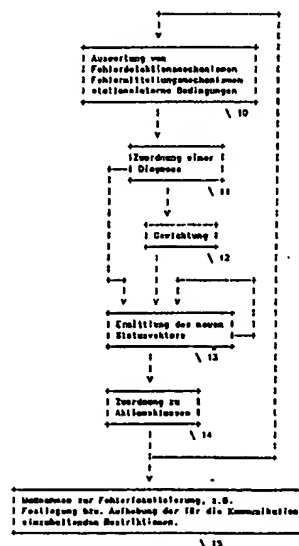 Auswertung von
Fehlerdetektionsmechanismen
Fehlermitteilungsmechanismen
stationsinterne Bedingungen
10
Zuordnung einer
Diagnose
11
Gewichtung
12
Ermittlung des neuen
Statusvektors
13
Zuordnung zu
Aktionsklassen
14
Maßnahmen zur Fehlerlokalisierung, z.B.
Festlegung bzw. Aufhebung der für die Kommunikation
einzuhaltenden Restriktionen.
15